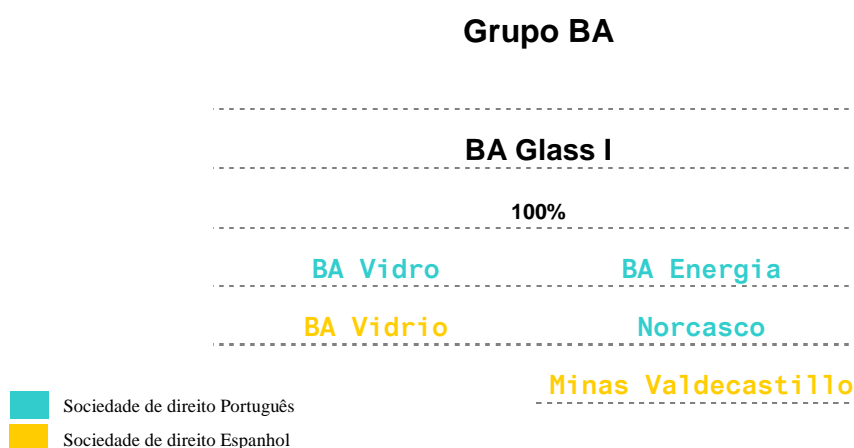 Grupo BA
BA Glass I
100%
BA Vidro BA Energia
BA Vidrio Norcasco
Minas Valdecastillo
Sociedade de direito Português
Sociedade de direito Espanhol